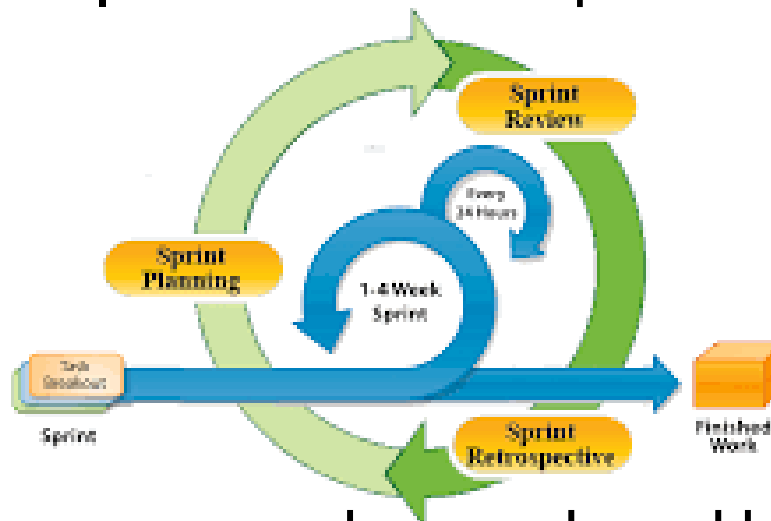 Sprint
Review
Every
24 Hours
Sprint
Planning
1-4 Week
Sprint
Task
Breakout
Sprint
Sprint
Retrospective
Finished
Work